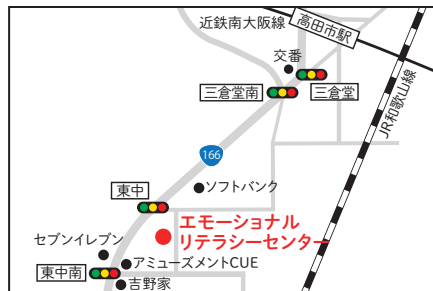 近鉄南大阪線
高田市駅
交番
三倉堂南
三倉堂
JR和歌山線
166
ソフトバンク
東中
エモーショナル
リテラシーセンター
セブンイレブン
アミューズメントCUE
東中南
吉野家